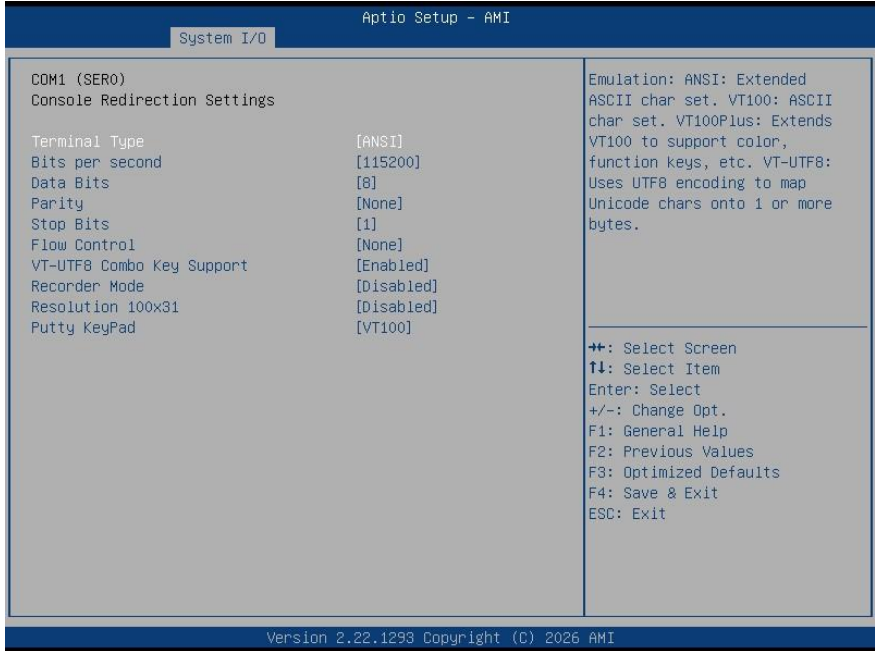 Aptio Setup - AMI
System I/O
COM1 (SER0)
Console Redirection Settings
Terminal Type [ANSI]
Bits per second [115200]
Data Bits [8]
Parity [None]
Stop Bits [1]
Flow Control [None]
VT-UTF8 Combo Key Support [Enabled]
Recorder Mode [Disabled]
Resolution 100x31 [Disabled]
Putty KeyPad [VT100]
Emulation: ANSI: Extended
ASCII char set. VT100: ASCII
char set. VT100Plus: Extends
VT100 to support color,
function keys, etc. VT-UTF8:
Uses UTF8 encoding to map
Unicode chars onto 1 or more
bytes.
→←: Select Screen
↑↓: Select Item
Enter: Select
+/-: Change Opt.
F1: General Help
F2: Previous Values
F3: Optimized Defaults
F4: Save & Exit
ESC: Exit
Version 2.22.1293 Copyright (C) 2026 AMI